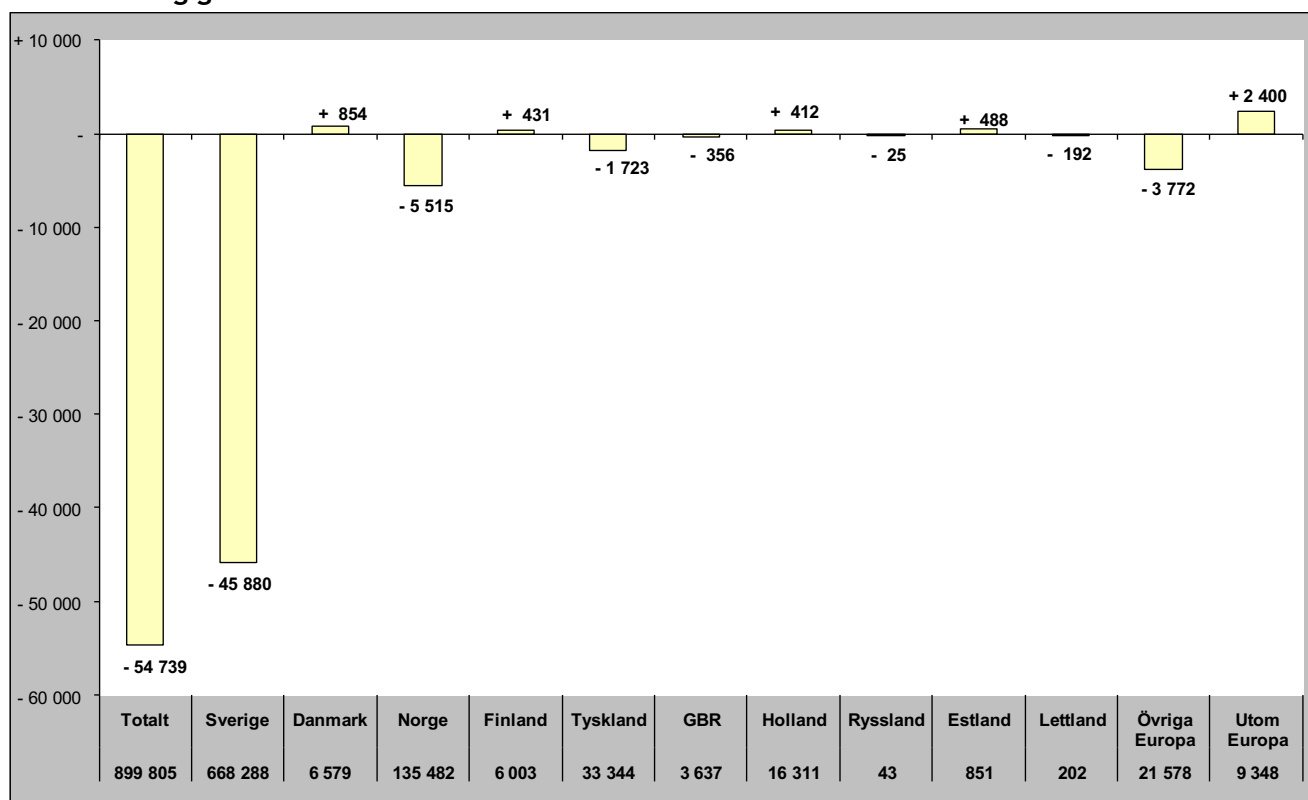 + 10 000
-
- 10 000
- 20 000
- 30 000
- 40 000
- 50 000
- 60 000
- 54 739
- 45 880
+ 854
- 5 515
+ 431
- 1 723
- 356
+ 412
- 25
+ 488
- 192
- 3 772
+ 2 400
Totalt Sverige Danmark Norge Finland Tyskland GBR Holland Ryssland Estland Lettland Övriga Europa Utom Europa
899 805 668 288 6 579 135 482 6 003 33 344 3 637 16 311 43 851 202 21 578 9 348